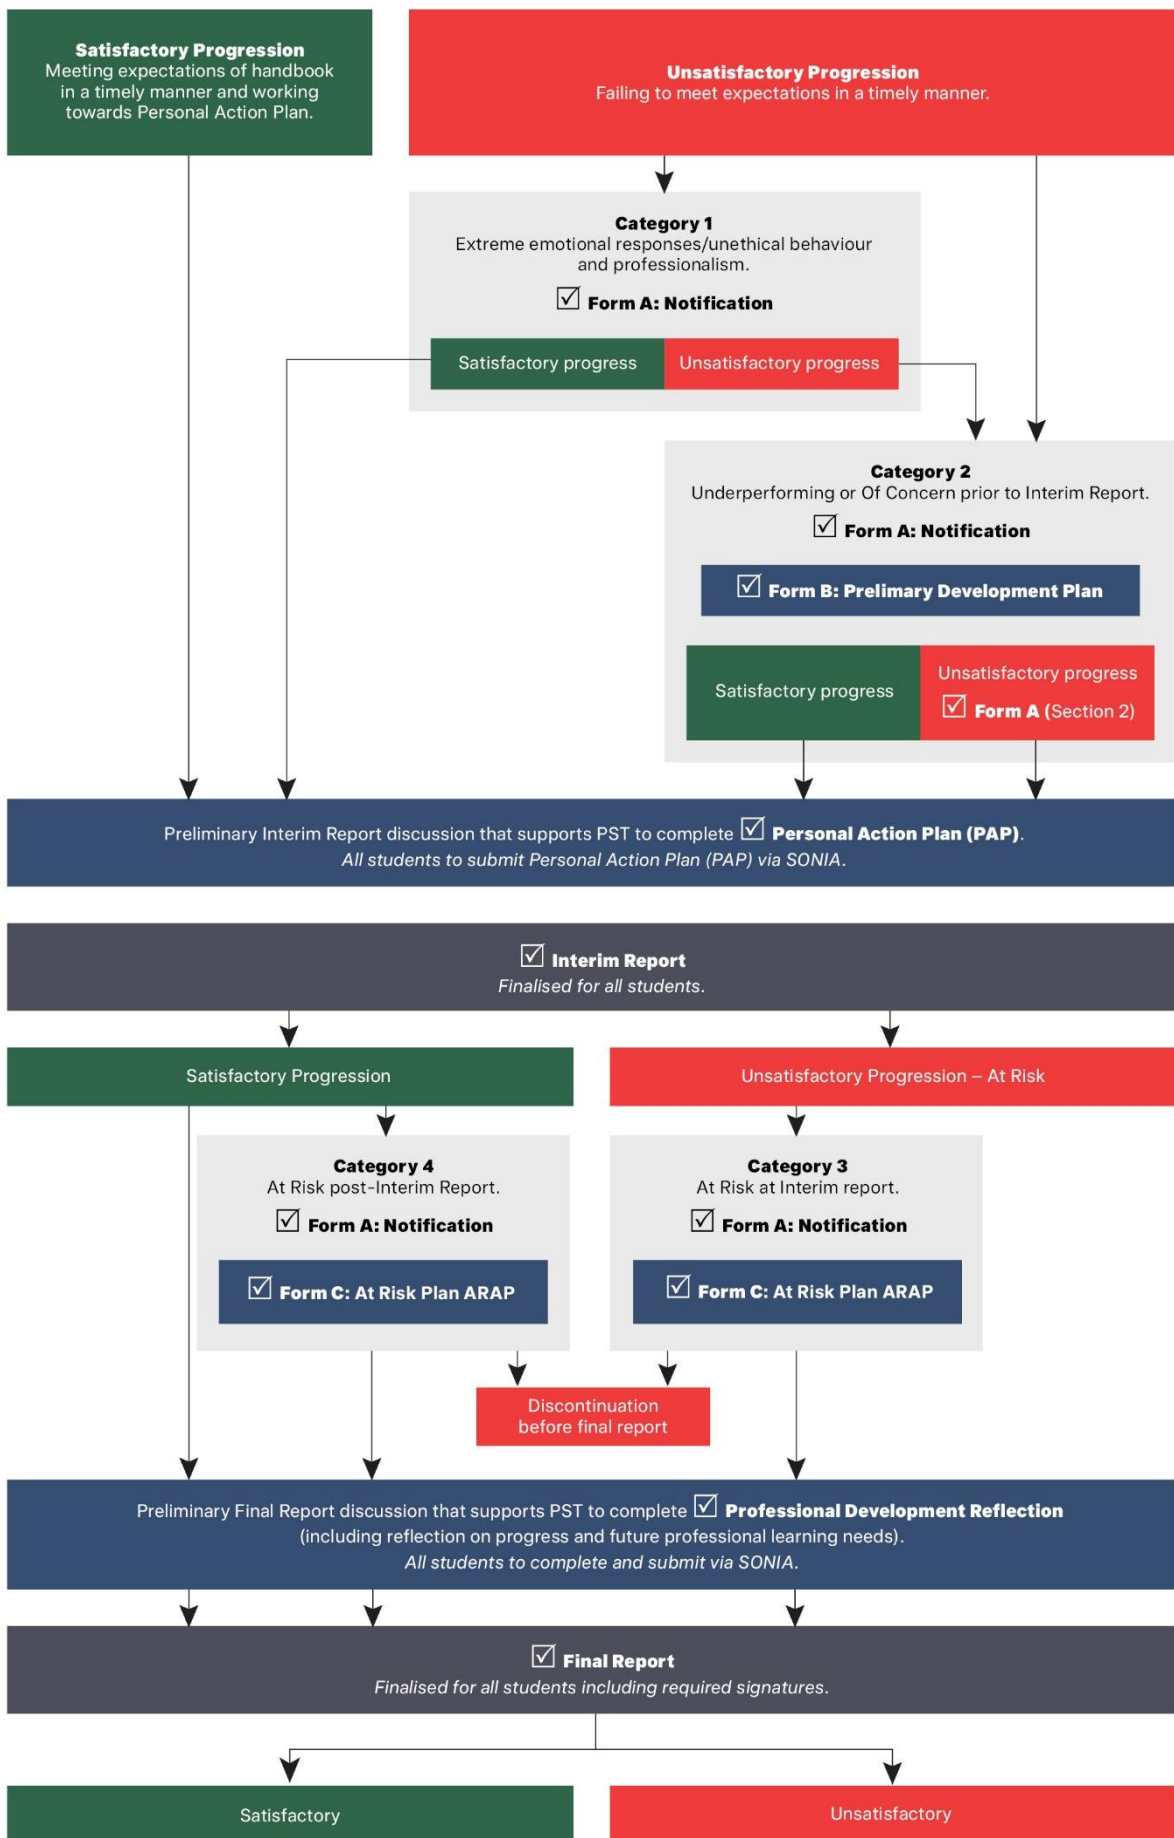 Satisfactory Progression
Meeting expectations of handbook
in a timely manner and working
towards Personal Action Plan.
Unsatisfactory Progression
Failing to meet expectations in a timely manner.
Category 1
Extreme emotional responses/unethical behaviour
and professionalism.
☑ Form A: Notification
Satisfactory progress
Unsatisfactory progress
Category 2
Underperforming or Of Concern prior to Interim Report.
☑ Form A: Notification
☑ Form B: Prelimary Development Plan
Satisfactory progress
Unsatisfactory progress
☑ Form A (Section 2)
Preliminary Interim Report discussion that supports PST to complete ☑ Personal Action Plan (PAP).
All students to submit Personal Action Plan (PAP) via SONIA.
☑ Interim Report
Finalised for all students.
Satisfactory Progression
Unsatisfactory Progression – At Risk
Category 4
At Risk post-Interim Report.
☑ Form A: Notification
☑ Form C: At Risk Plan ARAP
Category 3
At Risk at Interim report.
☑ Form A: Notification
☑ Form C: At Risk Plan ARAP
Discontinuation
before final report
Preliminary Final Report discussion that supports PST to complete ☑ Professional Development Reflection
(including reflection on progress and future professional learning needs).
All students to complete and submit via SONIA.
☑ Final Report
Finalised for all students including required signatures.
Satisfactory
Unsatisfactory